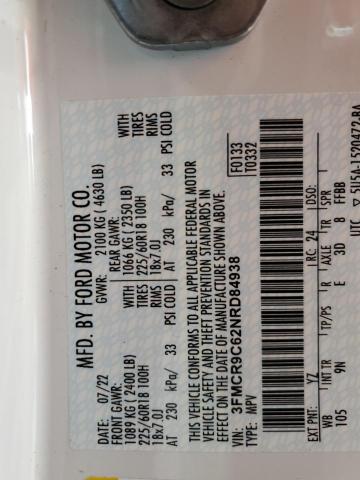 MFD. BY FORD MOTOR CO.
DATE: 07/22 GVWR: 2100 KG ( 4630 LB)
FRONT GAWR: REAR GAWR:
1089 KG ( 2400 LB) 1066 KG ( 2350 LB) WITH
225/60R18 100H 225/60R18 100H TIRES
18x7.0J 18x7.0J RIMS
AT 230 kPa/ 33 PSI COLD AT 230 kPa/ 33 PSI COLD
WITH
TIRES
RIMS
THIS VEHICLE CONFORMS TO ALL APPLICABLE FEDERAL MOTOR
VEHICLE SAFETY AND THEFT PREVENTION STANDARDS IN
EFFECT ON THE DATE OF MANUFACTURE SHOWN ABOVE.
VIN: 3FMCR9C62NRD84938 F0133
TYPE: MPV T0332
EXT PNT: YZ RC: 24 DSO:
WB INT TR TP/PS R AXLE TR SPR
105 9N E 3D 8 FFBB
UTC ▽ 5U5A-1520472-BA